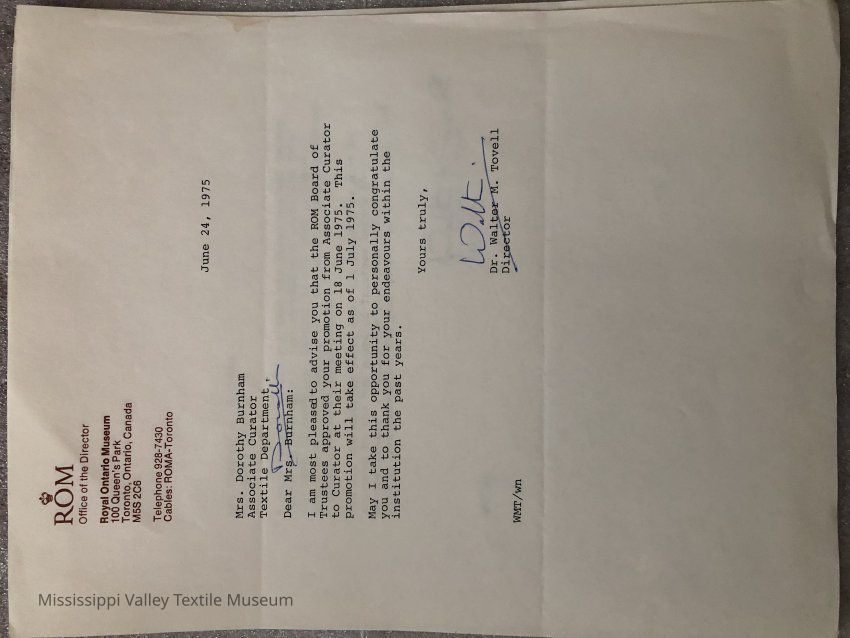 ROM
Office of the Director
Royal Ontario Museum
100 Queen's Park
Toronto, Ontario, Canada
M5S 2C6
Telephone 928-7430
Cables: ROMA-Toronto
June 24, 1975
Mrs. Dorothy Burnham
Associate Curator
Textile Department,
Dorothy
Dear Mrs. Burnham:
I am most pleased to advise you that the ROM Board of
Trustees approved your promotion from Associate Curator
to Curator at their meeting on 18 June 1975. This
promotion will take effect as of 1 July 1975.
May I take this opportunity to personally congratulate
you and to thank you for your endeavours within the
institution the past years.
Yours truly,
Walter
Dr. Walter M. Tovell
Director
WMT/wn
Mississippi Valley Textile Museum